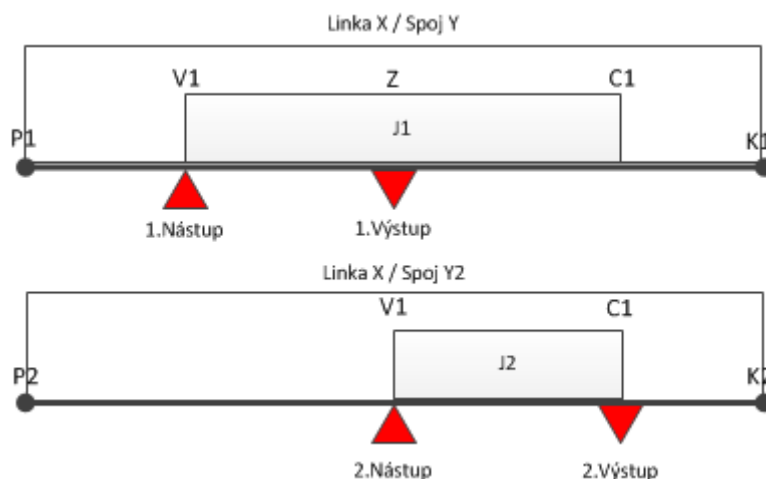 Linka X / Spoj Y
V1 Z C1
J1
P1 K1
1.Nástup 1.Výstup
Linka X / Spoj Y2
V1 C1
J2
P2 K2
2.Nástup 2.Výstup